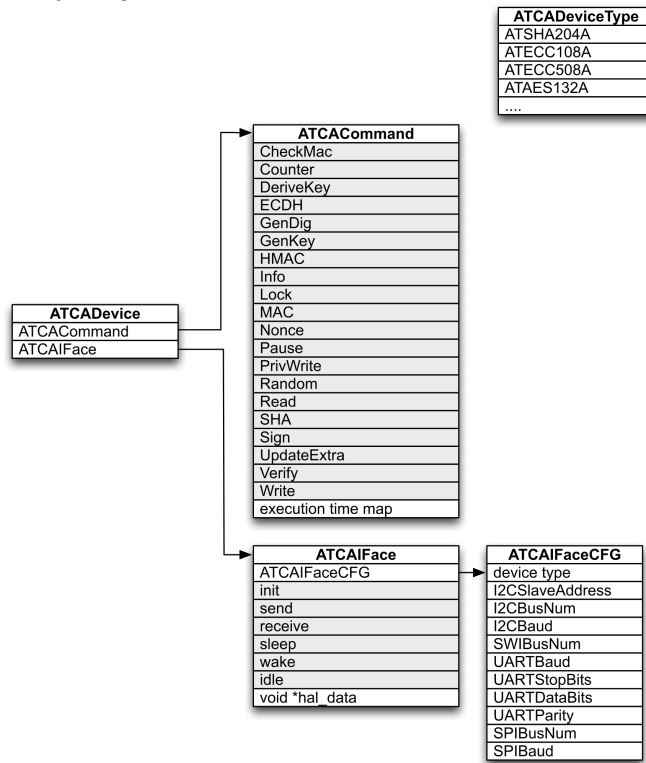 ATCADeviceType
ATSHA204A
ATECC108A
ATECC508A
ATAES132A
....
ATCACommand
CheckMac
Counter
DeriveKey
ECDH
GenDig
GenKey
HMAC
Info
Lock
MAC
Nonce
Pause
PrivWrite
Random
Read
SHA
Sign
UpdateExtra
Verify
Write
execution time map
ATCADevice
ATCACommand
ATCAIFace
ATCAIFace
ATCAIFaceCFG
init
send
receive
sleep
wake
idle
void *hal_data
ATCAIFaceCFG
device type
I2CSlaveAddress
I2CBusNum
I2CBaud
SWIBusNum
UARTBaud
UARTStopBits
UARTDataBits
UARTParity
SPIBusNum
SPIBaud